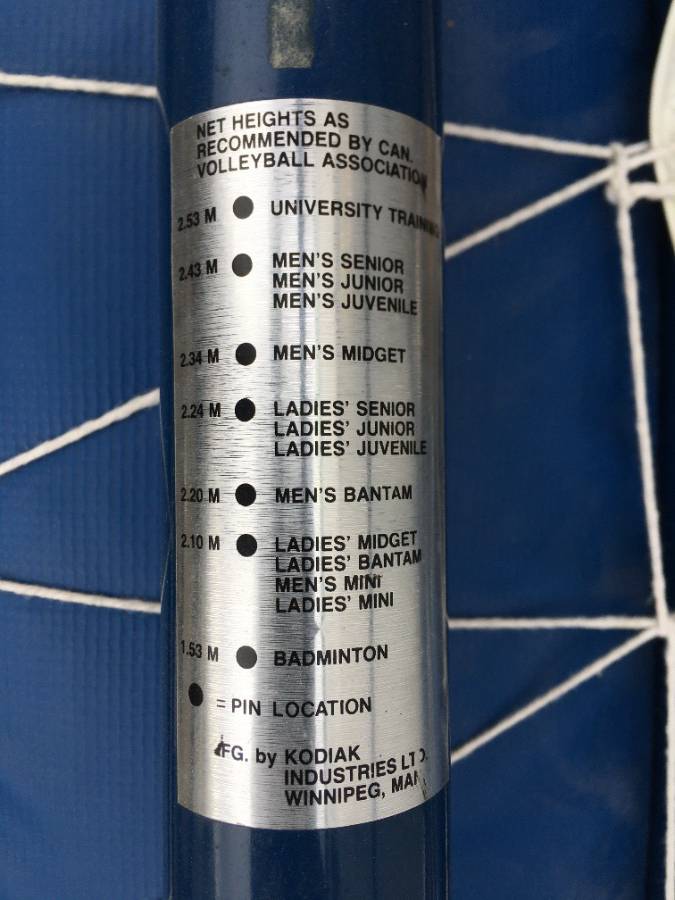 NET HEIGHTS AS
RECOMMENDED BY CAN.
VOLLEYBALL ASSOCIATION
2.53 M UNIVERSITY TRAINING
2.43 M MEN'S SENIOR
MEN'S JUNIOR
MEN'S JUVENILE
2.34 M MEN'S MIDGET
2.24 M LADIES' SENIOR
LADIES' JUNIOR
LADIES' JUVENILE
2.20 M MEN'S BANTAM
2.10 M LADIES' MIDGET
LADIES' BANTAM
MEN'S MINI
LADIES' MINI
1.53 M BADMINTON
= PIN LOCATION
MFG. by KODIAK
INDUSTRIES LTD.
WINNIPEG, MAN